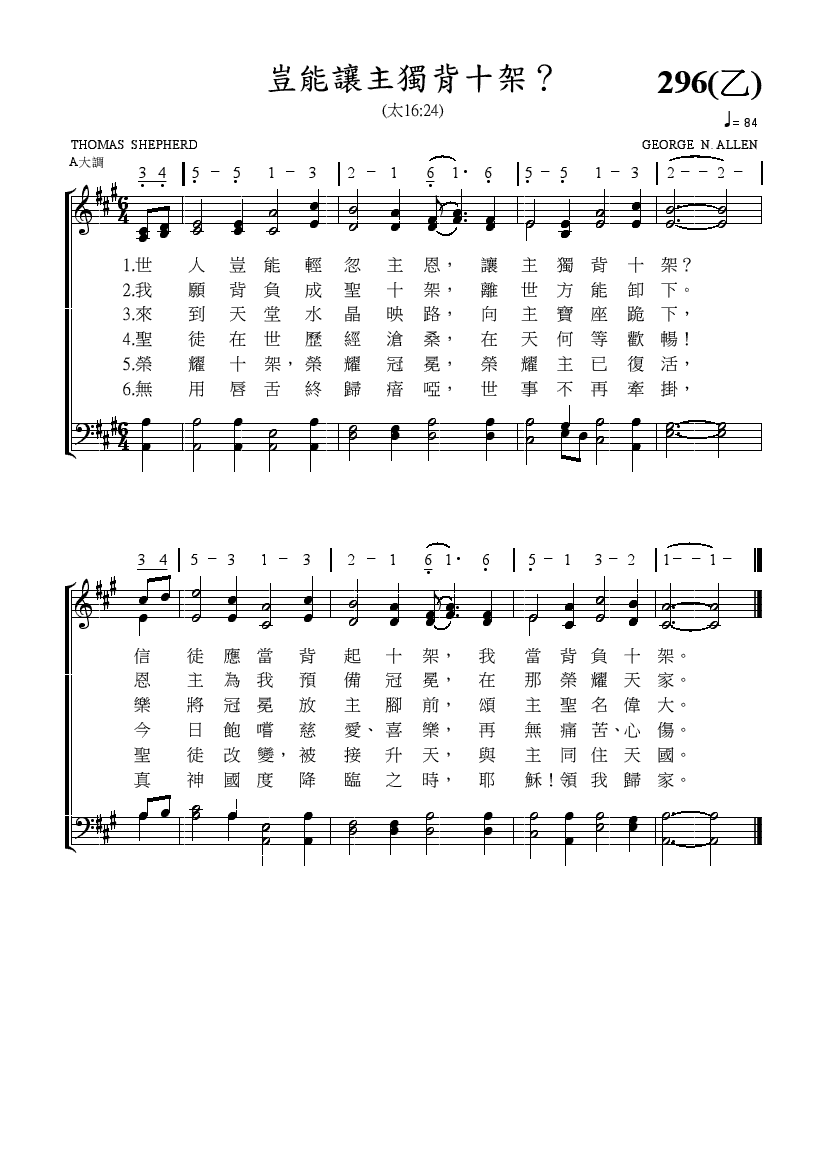 豈能讓主獨背十架？ 296(乙)
(太16:24)
♩= 84
THOMAS SHEPHERD GEORGE N. ALLEN
A大調
3 4 | 5 - 5 1 - 3 | 2 - 1 6 1· 6 | 5 - 5 1 - 3 | 2 - - 2 - |
6 4
1.世人豈能輕忽主恩，讓主獨背十架？
2.我願背負成聖十架，離世方能卸下。
3.來到天堂水晶映路，向主寶座跪下，
4.聖徒在世歷經滄桑，在天何等歡暢！
5.榮耀十架，榮耀冠冕，榮耀主已復活，
6.無用唇舌終歸瘖啞，世事不再牽掛，
6 4
3 4 | 5 - 3 1 - 3 | 2 - 1 6 1· 6 | 5 - 1 3 - 2 | 1 - - 1 - ‖
信徒應當背起十架，我當背負十架。
恩主為我預備冠冕，在那榮耀天家。
樂將冠冕放主腳前，頌主聖名偉大。
今日飽嚐慈愛、喜樂，再無痛苦、心傷。
聖徒改變，被接升天，與主同住天國。
真神國度降臨之時，耶穌！領我歸家。